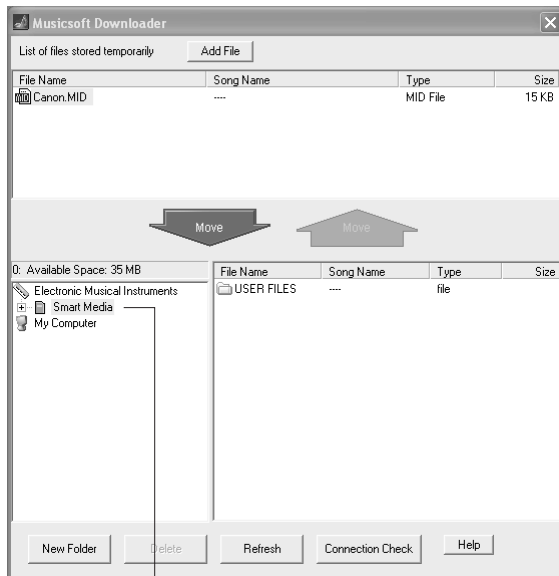 Musicsoft Downloader
List of files stored temporarily Add File
File Name Song Name Type Size
Canon.MID ---- MID File 15 KB
Move Move
0: Available Space: 35 MB
Electronic Musical Instruments
Smart Media
My Computer
File Name Song Name Type Size
USER FILES ---- file
New Folder Delete Refresh Connection Check Help